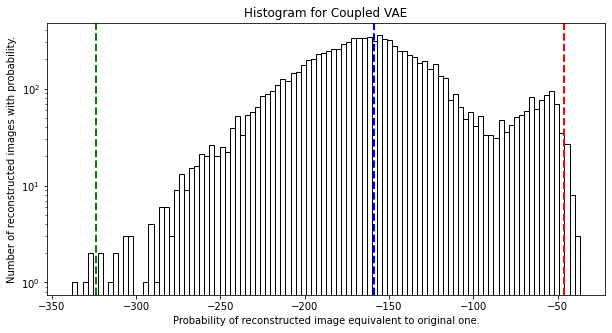 Histogram for Coupled VAE
Number of reconstructed images with probability.
10²
10¹
10⁰
−350 −300 −250 −200 −150 −100 −50
Probability of reconstructed image equivalent to original one.